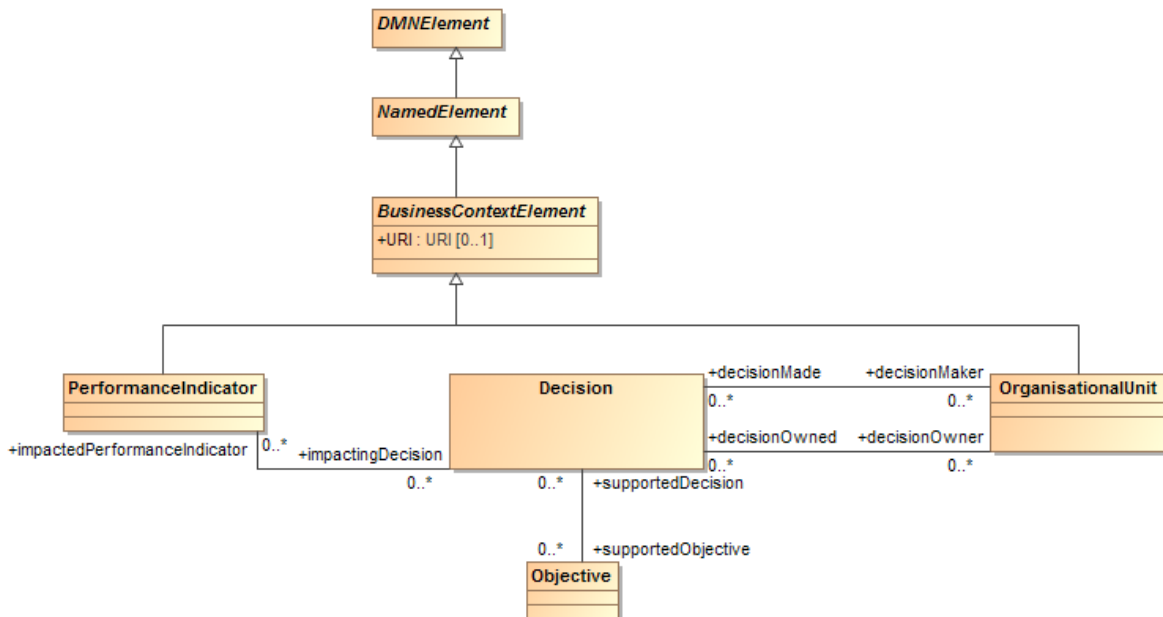 DMNElement
NamedElement
BusinessContextElement
+URI : URI [0..1]
PerformanceIndicator
Decision
OrganisationalUnit
+decisionMade
+decisionMaker
0..*
0..*
+decisionOwned
+decisionOwner
0..*
0..*
+impactedPerformanceIndicator
0..*
+impactingDecision
0..*
0..*
+supportedDecision
0..*
+supportedObjective
Objective